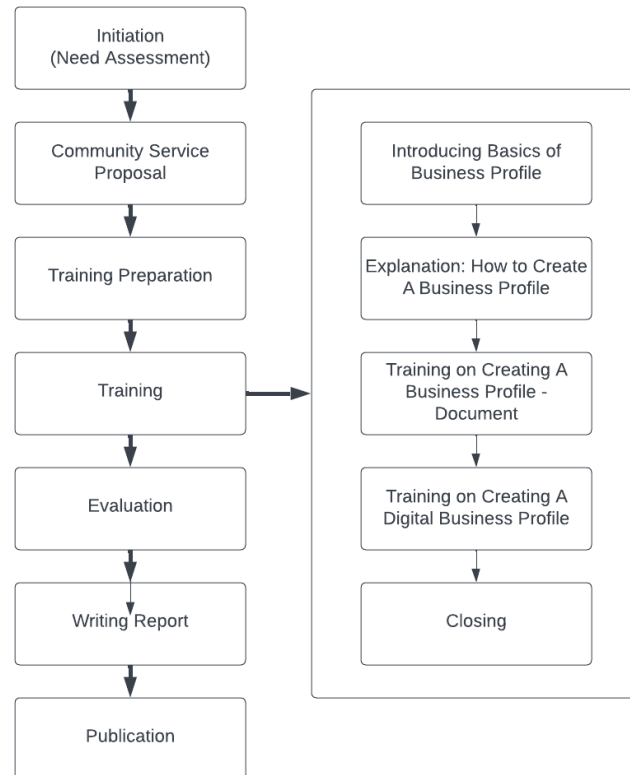 Initiation
(Need Assessment)
Community Service
Proposal
Training Preparation
Training
Evaluation
Writing Report
Publication
Introducing Basics of
Business Profile
Explanation: How to Create
A Business Profile
Training on Creating A
Business Profile -
Document
Training on Creating A
Digital Business Profile
Closing